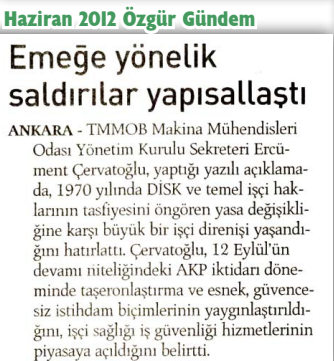 Haziran 2012 Özgür Gündem
Emeğe yönelik
saldırılar yapısallaştı
ANKARA - TMMOB Makina Mühendisleri
Odası Yönetim Kurulu Sekreteri Ercü-
ment Çervatoğlu, yaptığı yazılı açıklama-
da, 1970 yılında DİSK ve temel işçi hak-
larının tasfiyesini öngören yasa değişikli-
ğine karşı büyük bir işçi direnişi yaşandı-
ğını hatırlattı. Çervatoğlu, 12 Eylül'ün
devamı niteliğindeki AKP iktidarı döne-
minde taşeronlaştırma ve esnek, güvence-
siz istihdam biçimlerinin yaygınlaştırıldı-
ğını, işçi sağlığı iş güvenliği hizmetlerinin
piyasaya açıldığını belirtti.